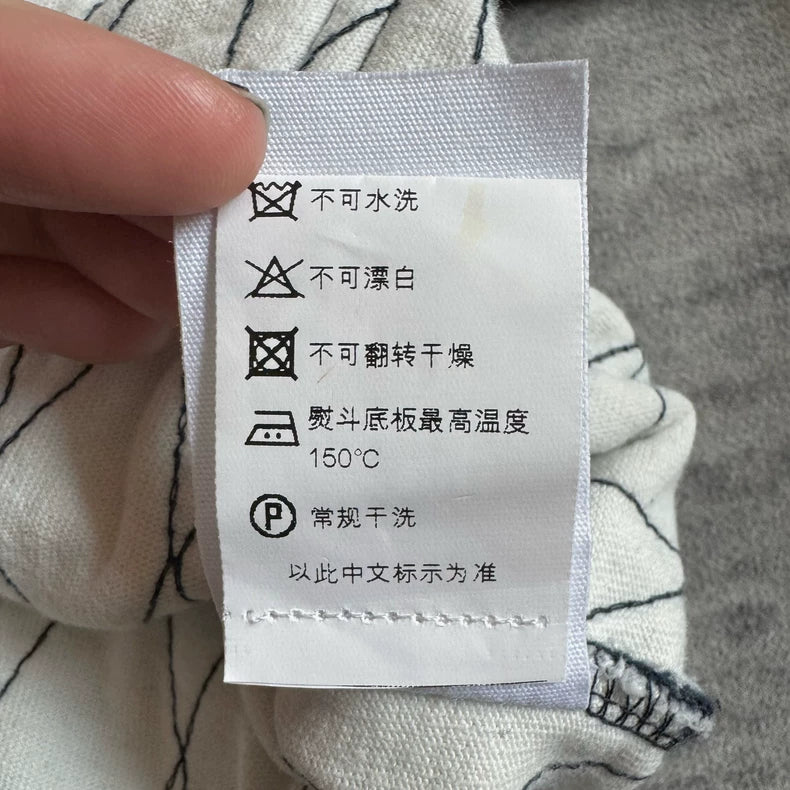 不可水洗
不可漂白
不可翻转干燥
熨斗底板最高温度
150℃
P 常规干洗
以此中文标示为准